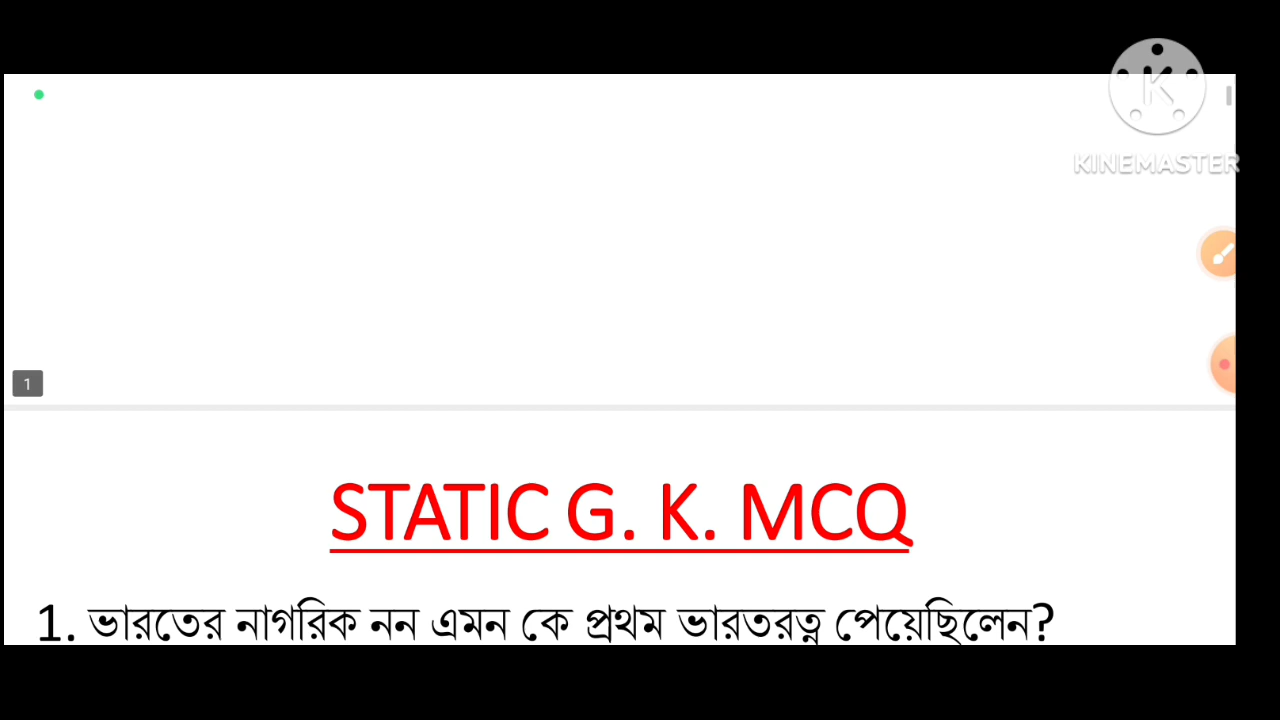 K
KINEMASTER
1
STATIC G. K. MCQ
1. ভারতের নাগরিক নন এমন কে প্রথম ভারতরত্ন পেয়েছিলেন?